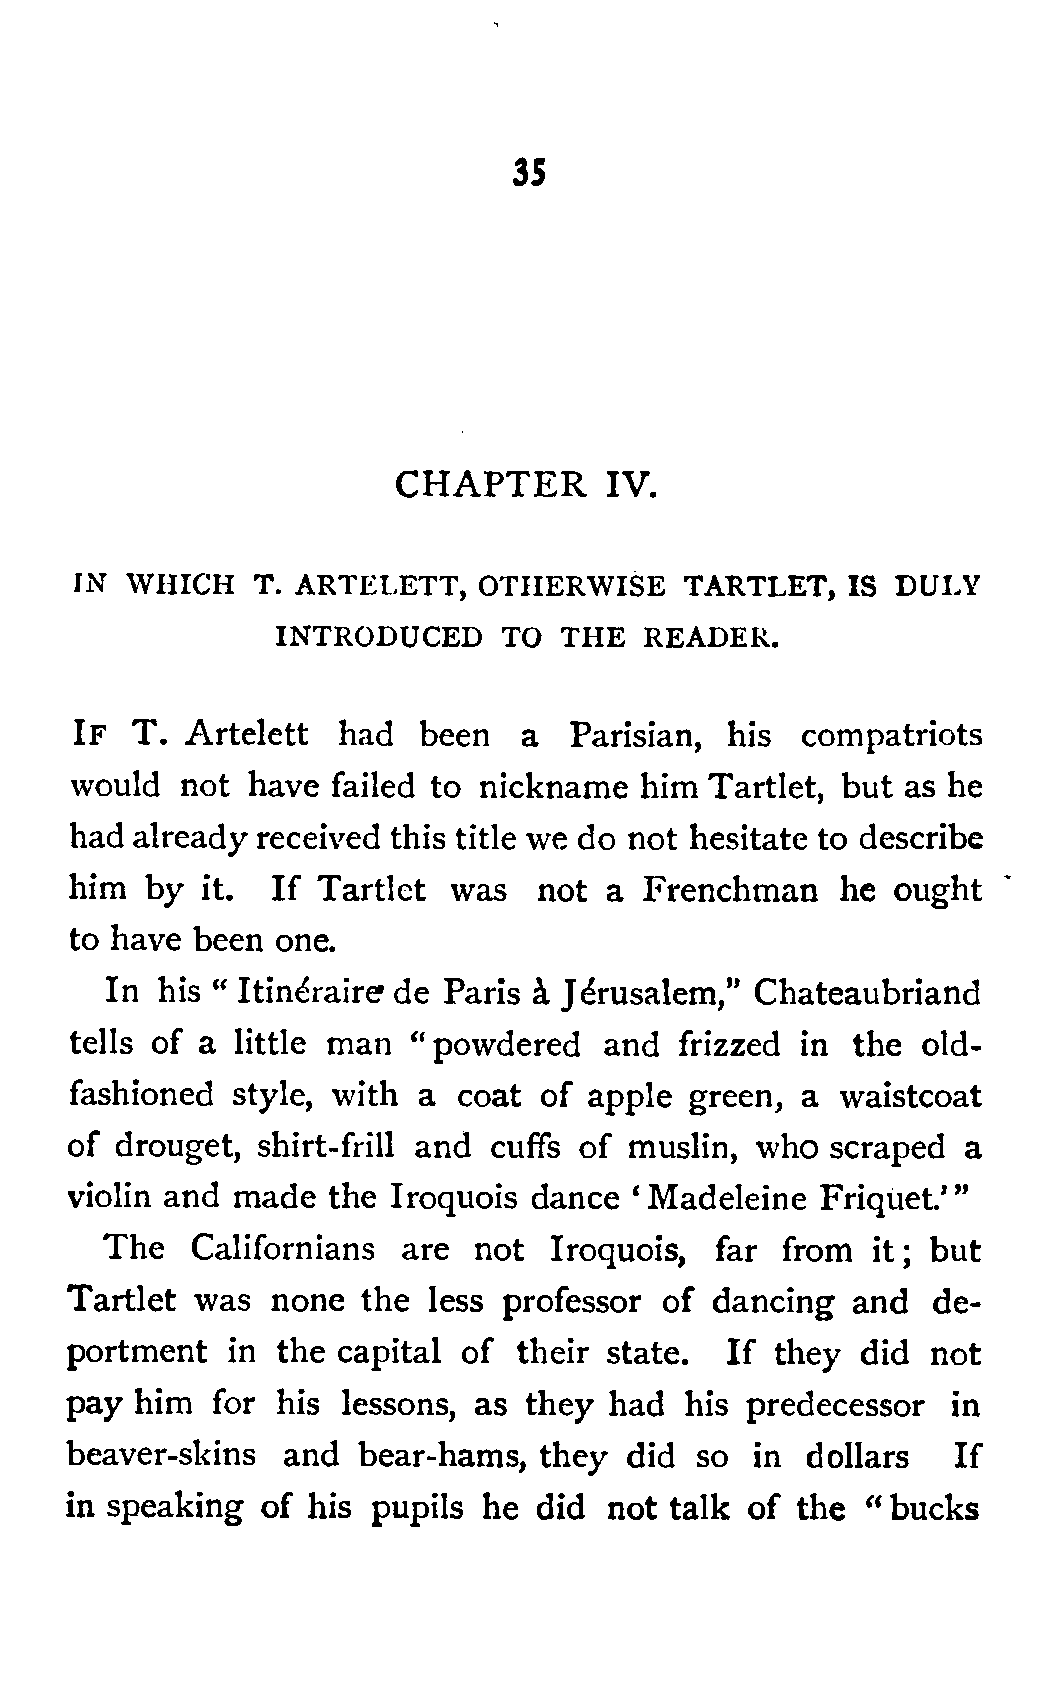 35
CHAPTER IV.
IN WHICH T. ARTELETT, OTHERWISE TARTLET, IS DULY
INTRODUCED TO THE READER.
IF T. Artelett had been a Parisian, his compatriots
would not have failed to nickname him Tartlet, but as he
had already received this title we do not hesitate to describe
him by it. If Tartlet was not a Frenchman he ought
to have been one.
In his “ Itinéraire de Paris à Jérusalem,” Chateaubriand
tells of a little man “ powdered and frizzed in the old-
fashioned style, with a coat of apple green, a waistcoat
of drouget, shirt-frill and cuffs of muslin, who scraped a
violin and made the Iroquois dance ‘ Madeleine Friquet.’ ”
The Californians are not Iroquois, far from it ; but
Tartlet was none the less professor of dancing and de-
portment in the capital of their state. If they did not
pay him for his lessons, as they had his predecessor in
beaver-skins and bear-hams, they did so in dollars If
in speaking of his pupils he did not talk of the “ bucks